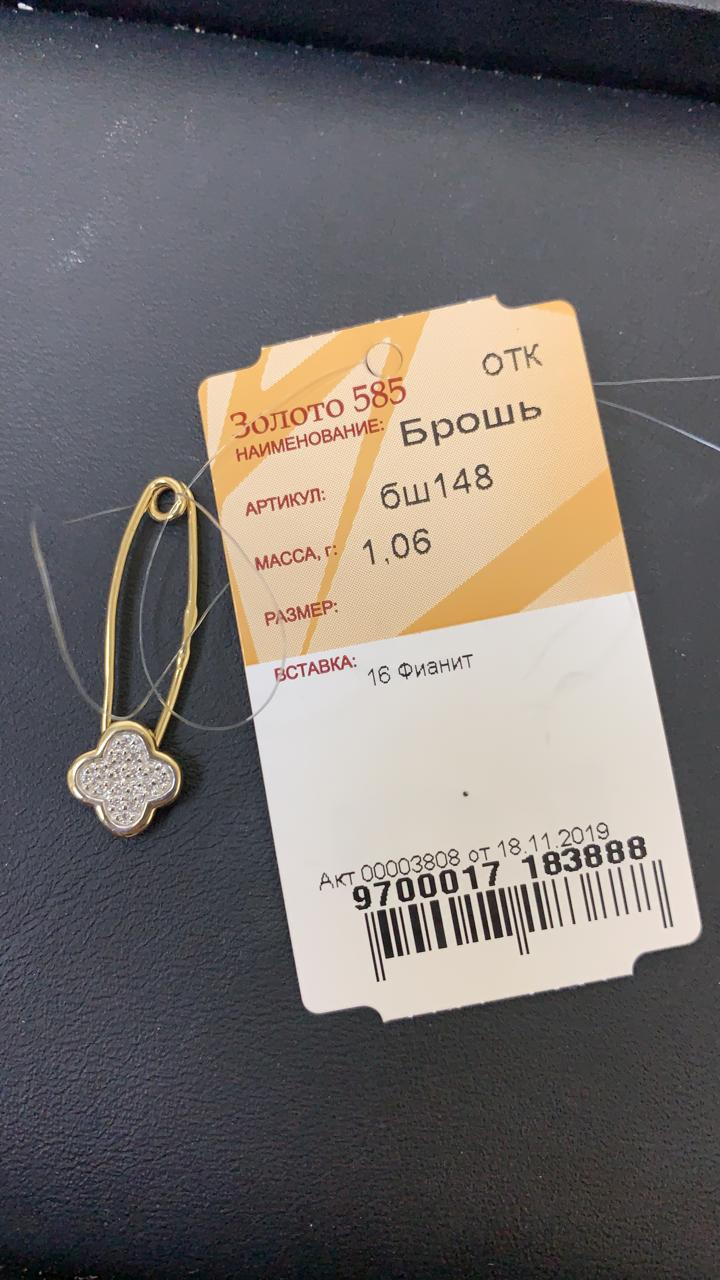 ОТК
Золото 585
НАИМЕНОВАНИЕ: Брошь
АРТИКУЛ: бш148
МАССА, г: 1,06
РАЗМЕР:
ВСТАВКА: 16 Фианит
Акт 00003808 от 18.11.2019
9700017 183888